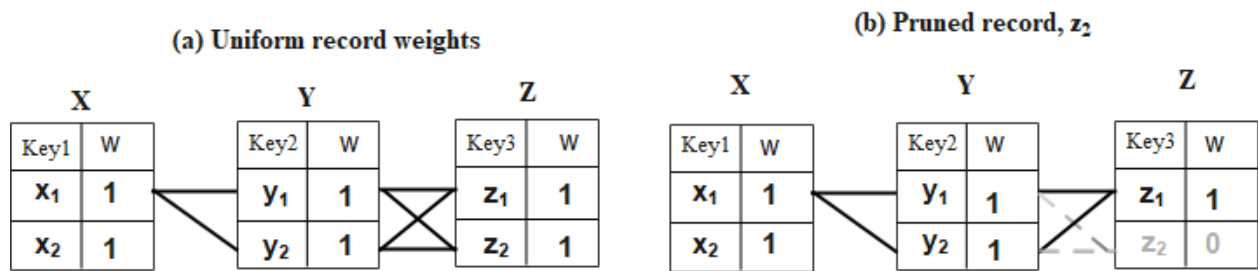 (a) Uniform record weights
X Y Z
Key1 W Key2 W Key3 W
x₁ 1 y₁ 1 z₁ 1
x₂ 1 y₂ 1 z₂ 1
(b) Pruned record, z₂
X Y Z
Key1 W Key2 W Key3 W
x₁ 1 y₁ 1 z₁ 1
x₂ 1 y₂ 1 z₂ 0